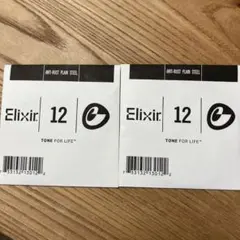 ANTI-RUST PLAIN STEEL
Elixir
12
TONE FOR LIFE™
ANTI-RUST PLAIN STEEL
Elixir
12
TONE FOR LIFE™